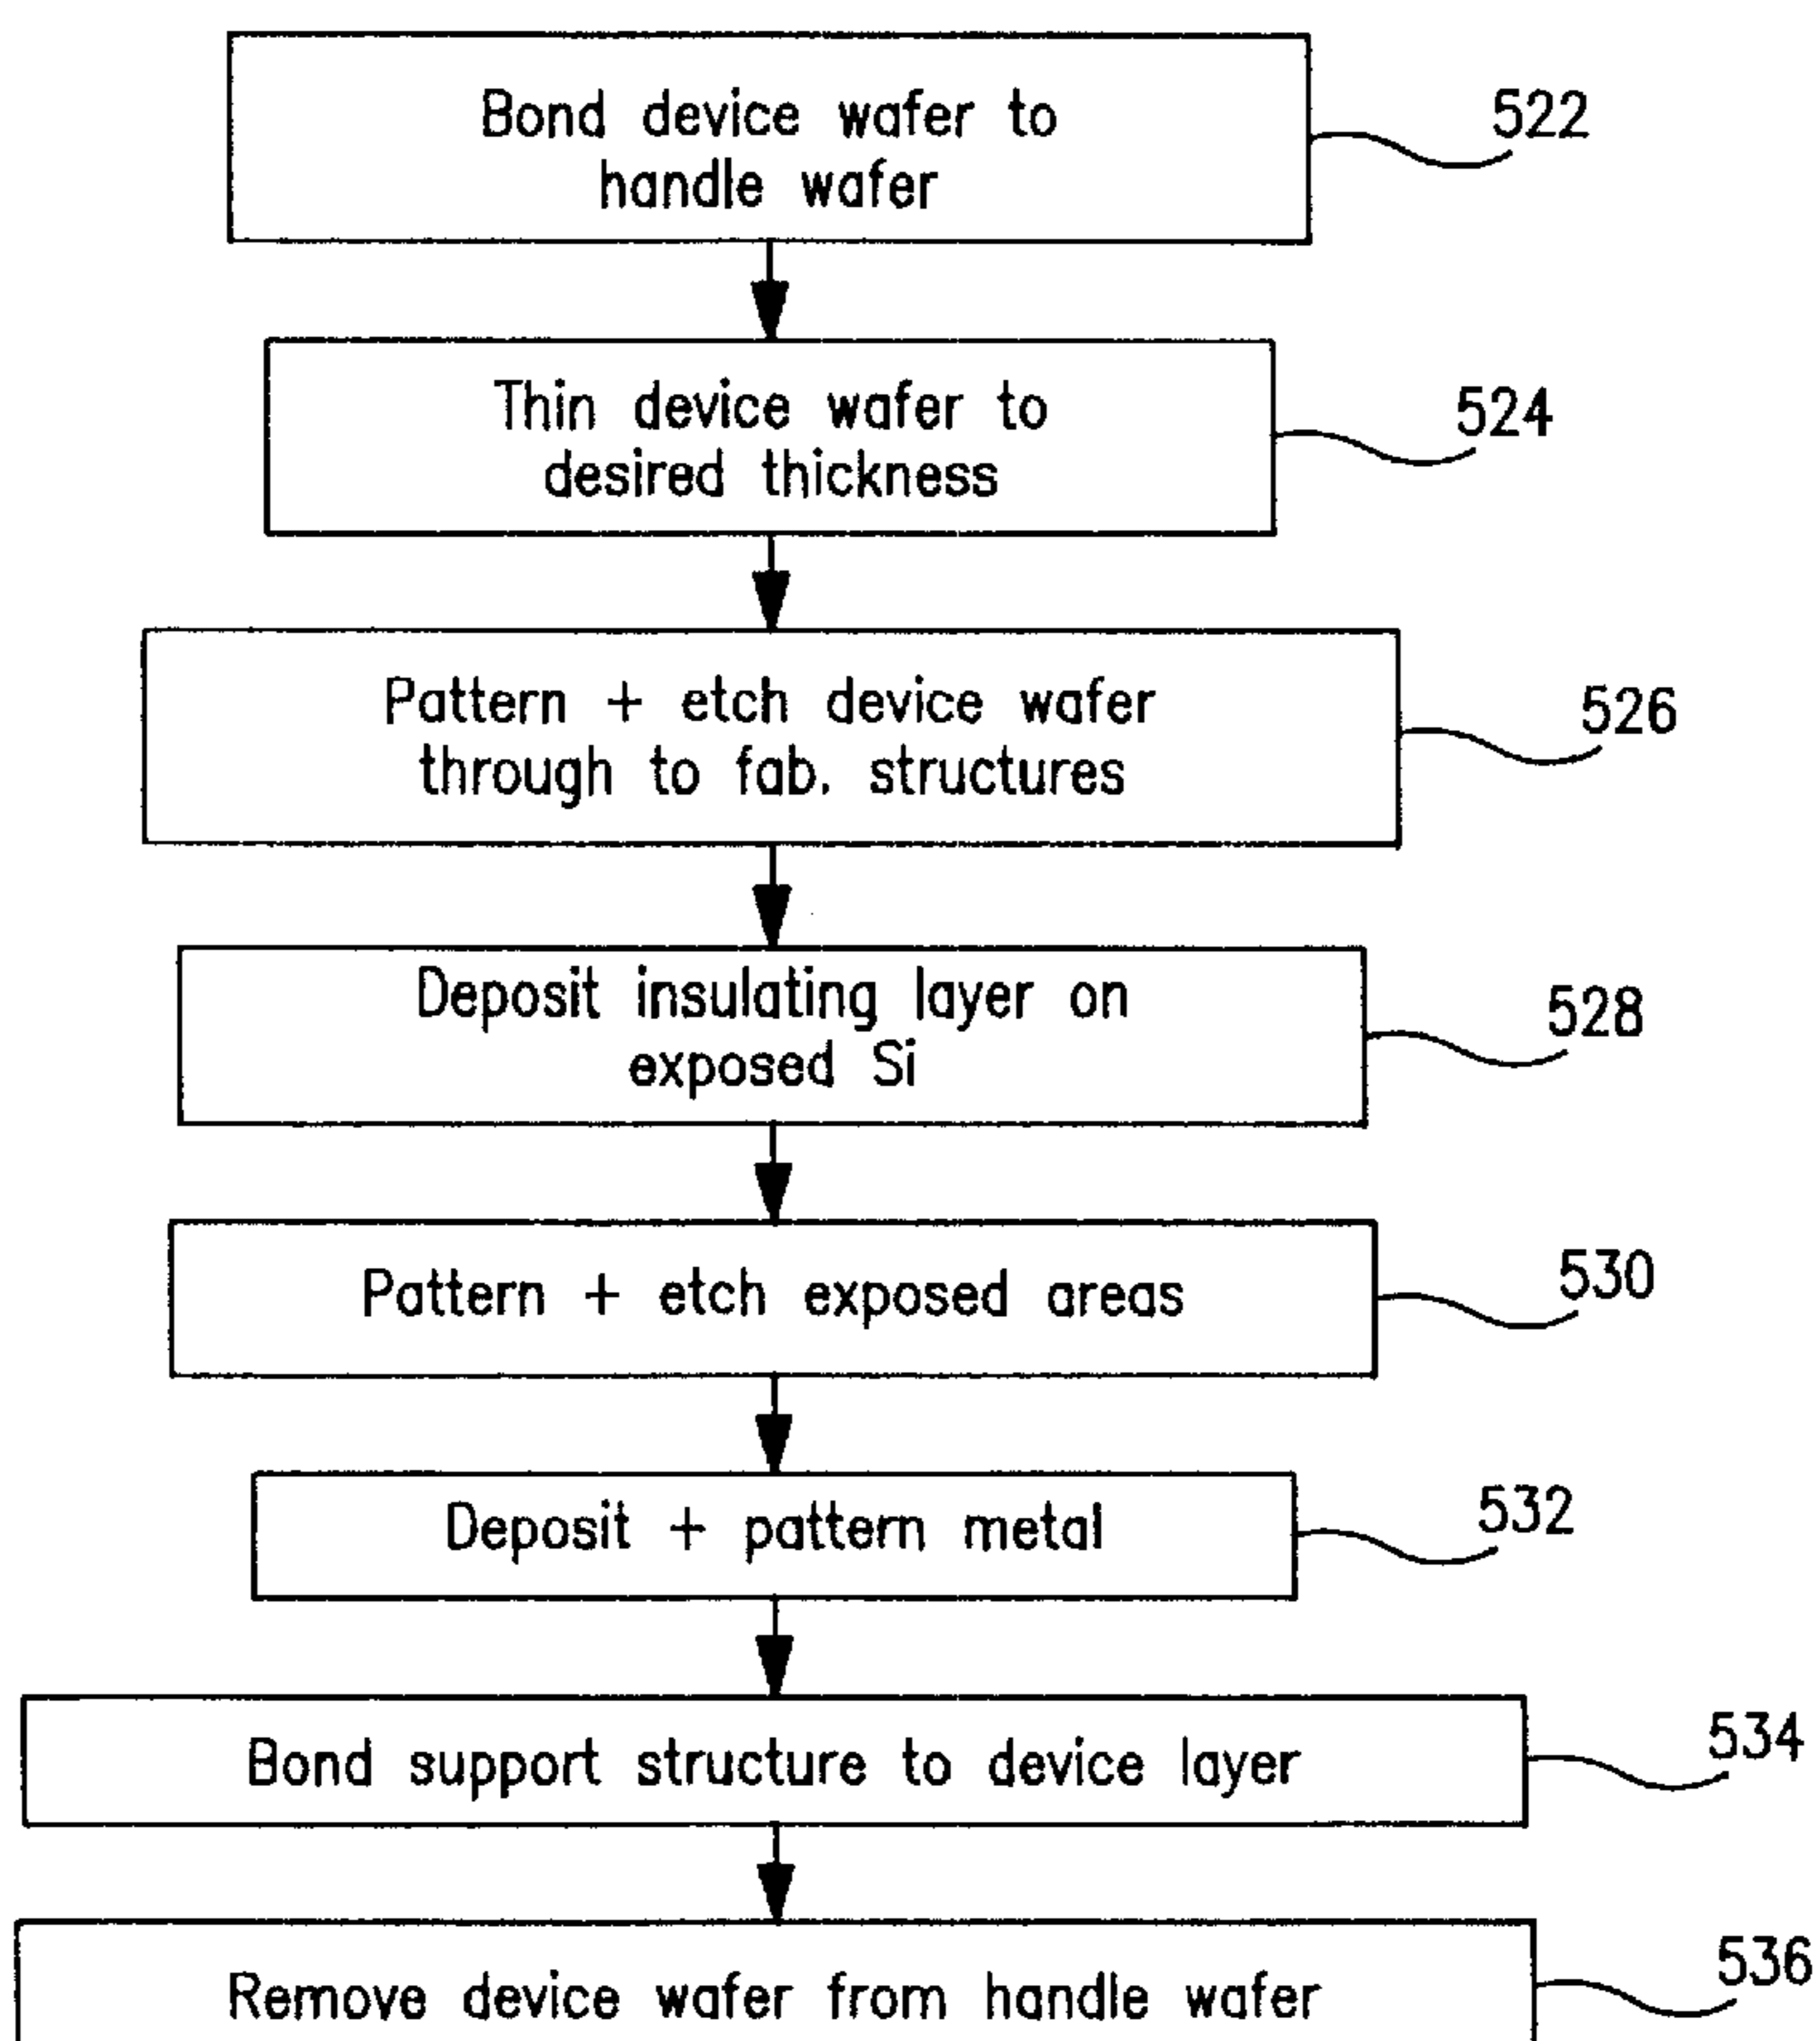 Bond device wafer to
handle wafer
522
Thin device wafer to
desired thickness
524
Pattern + etch device wafer
through to fab. structures
526
Deposit insulating layer on
exposed Si
528
Pattern + etch exposed areas
530
Deposit + pattern metal
532
Bond support structure to device layer
534
Remove device wafer from handle wafer
536